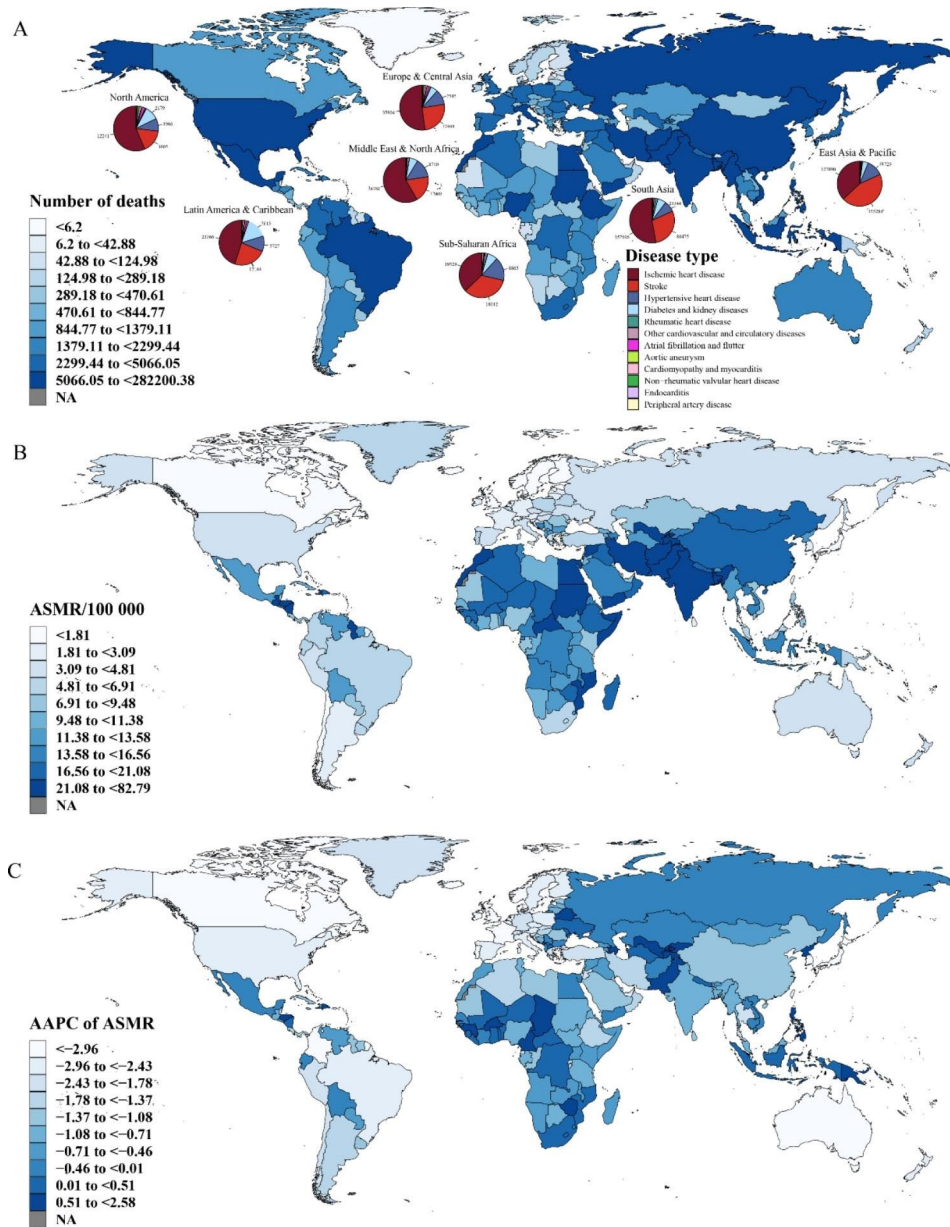 A
North America
2179
Europe & Central Asia
Middle East & North Africa
East Asia & Pacific
South Asia
Latin America & Caribbean
Sub-Saharan Africa
Number of deaths
<6.2
6.2 to <42.88
42.88 to <124.98
124.98 to <289.18
289.18 to <470.61
470.61 to <844.77
844.77 to <1379.11
1379.11 to <2299.44
2299.44 to <5066.05
5066.05 to <282200.38
NA
Disease type
Ischemic heart disease
Stroke
Hypertensive heart disease
Diabetes and kidney diseases
Rheumatic heart disease
Other cardiovascular and circulatory diseases
Atrial fibrillation and flutter
Aortic aneurysm
Cardiomyopathy and myocarditis
Non−rheumatic valvular heart disease
Endocarditis
Peripheral artery disease
B
ASMR/100 000
<1.81
1.81 to <3.09
3.09 to <4.81
4.81 to <6.91
6.91 to <9.48
9.48 to <11.38
11.38 to <13.58
13.58 to <16.56
16.56 to <21.08
21.08 to <82.79
NA
C
AAPC of ASMR
<−2.96
−2.96 to <−2.43
−2.43 to <−1.78
−1.78 to <−1.37
−1.37 to <−1.08
−1.08 to <−0.71
−0.71 to <−0.46
−0.46 to <0.01
0.01 to <0.51
0.51 to <2.58
NA